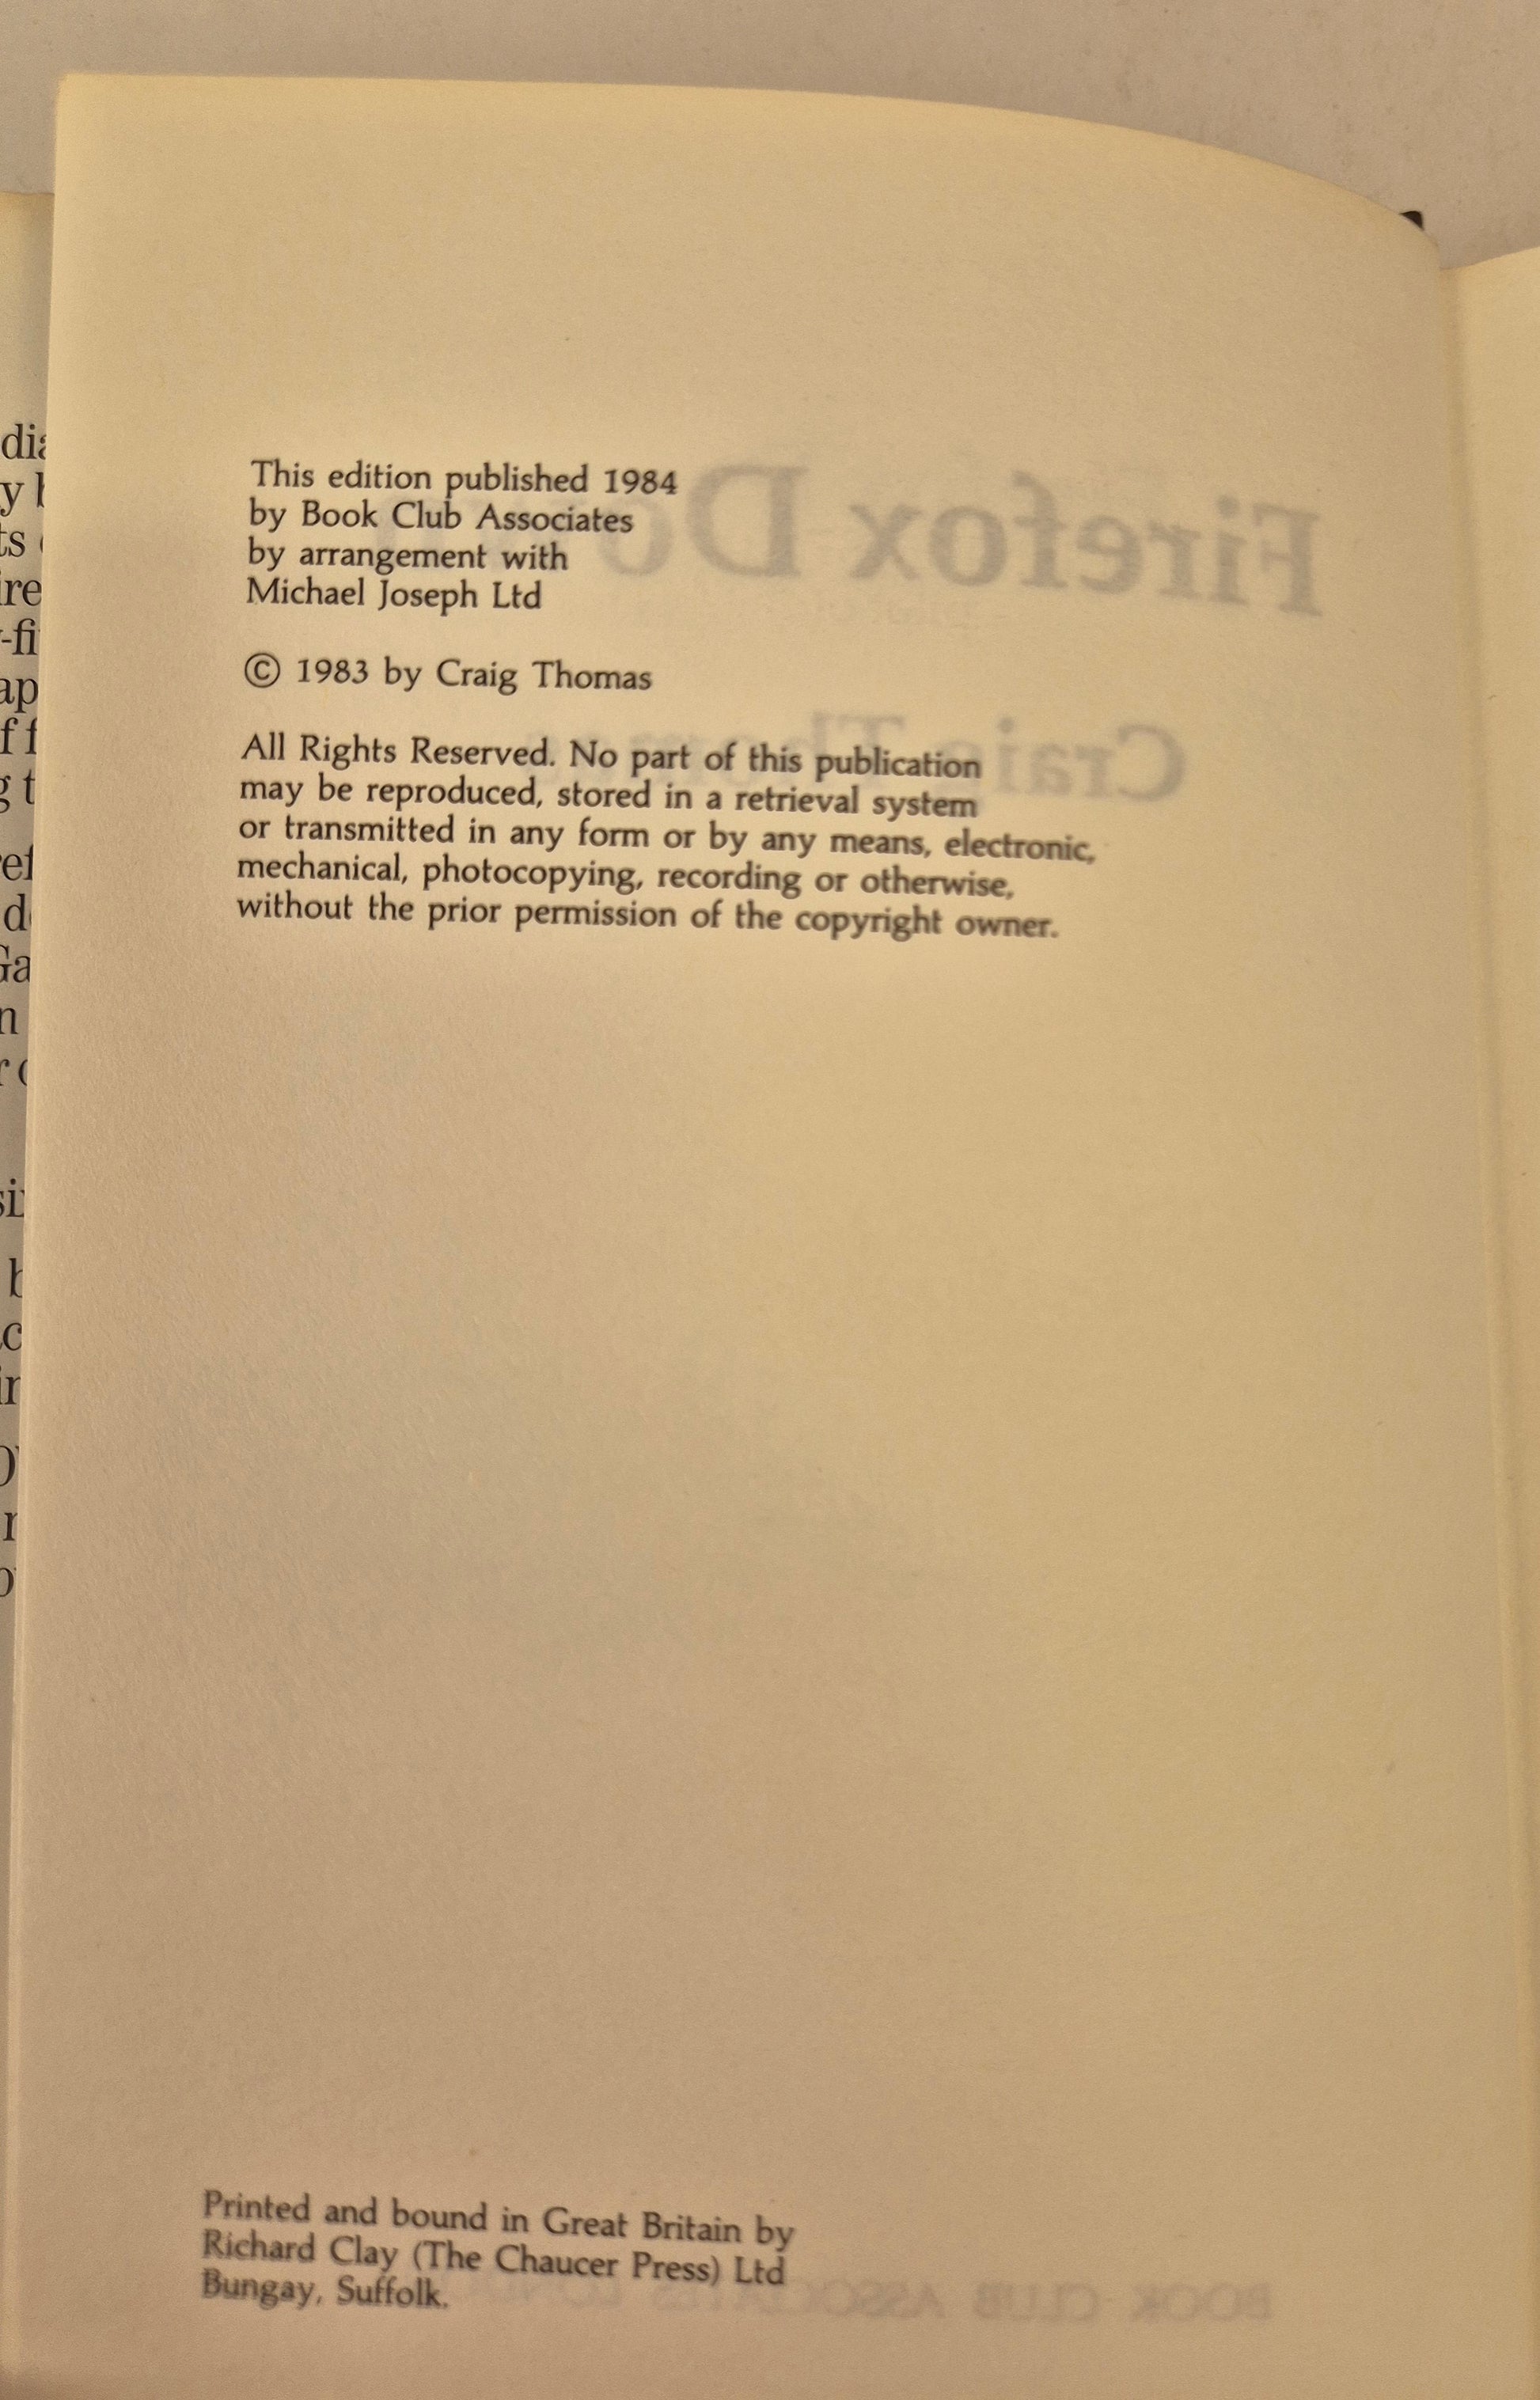 This edition published 1984
by Book Club Associates
by arrangement with
Michael Joseph Ltd
© 1983 by Craig Thomas
All Rights Reserved. No part of this publication
may be reproduced, stored in a retrieval system
or transmitted in any form or by any means, electronic,
mechanical, photocopying, recording or otherwise,
without the prior permission of the copyright owner.
Printed and bound in Great Britain by
Richard Clay (The Chaucer Press) Ltd
Bungay, Suffolk.